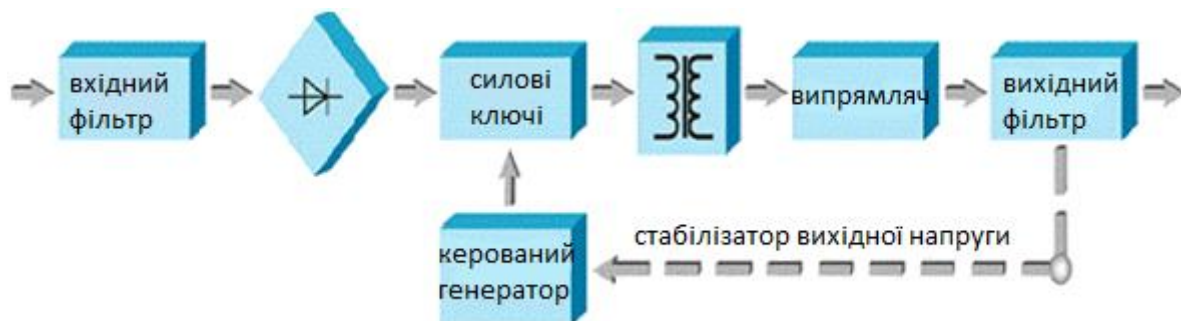 вхідний
фільтр
силові
ключі
випрямляч
вихідний
фільтр
керований
генератор
стабілізатор вихідної напруги